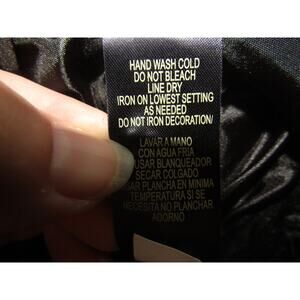 HAND WASH COLD
DO NOT BLEACH
LINE DRY
IRON ON LOWEST SETTING
AS NEEDED
DO NOT IRON DECORATION/
LAVAR A MANO
CON AGUA FRIA
USAR BLANQUEADOR
SECAR COLGADO
SAR PLANCHA EN MINIMA
TEMPERATURA SI SE
NECESITA NO PLANCHAR
ADORNO